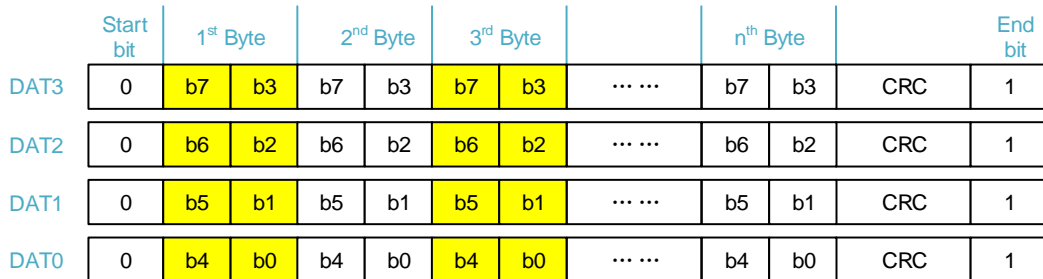 Start bit 1st Byte 2nd Byte 3rd Byte nth Byte End bit
DAT3 0 b7 b3 b7 b3 b7 b3 …… b7 b3 CRC 1
DAT2 0 b6 b2 b6 b2 b6 b2 …… b6 b2 CRC 1
DAT1 0 b5 b1 b5 b1 b5 b1 …… b5 b1 CRC 1
DAT0 0 b4 b0 b4 b0 b4 b0 …… b4 b0 CRC 1